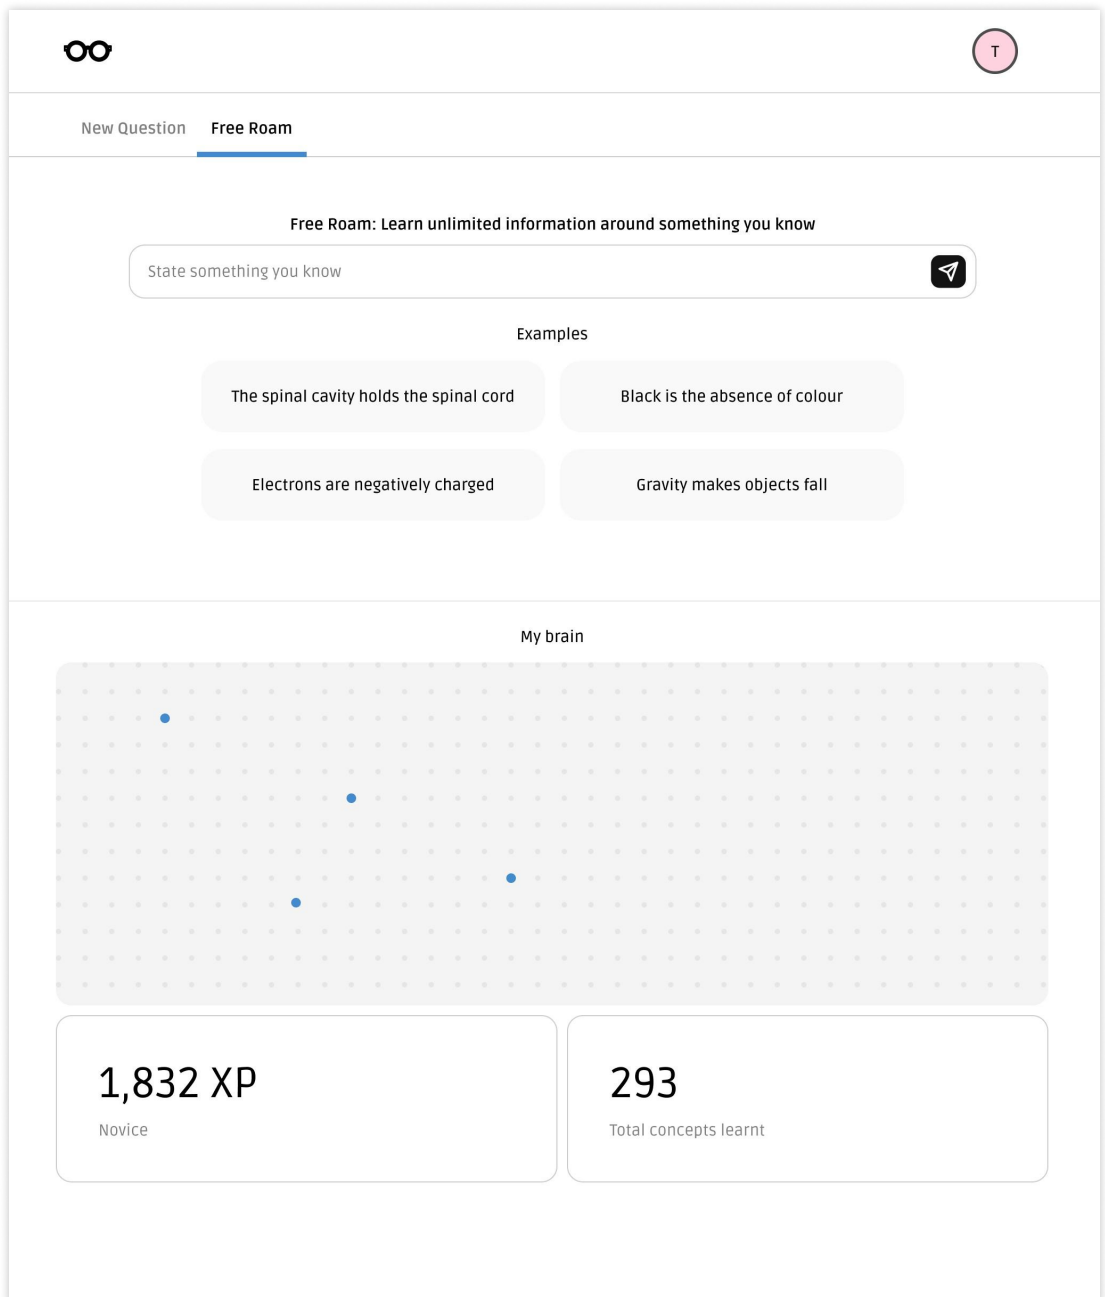 T
New Question
Free Roam
Free Roam: Learn unlimited information around something you know
State something you know
Examples
The spinal cavity holds the spinal cord
Black is the absence of colour
Electrons are negatively charged
Gravity makes objects fall
My brain
1,832 XP
Novice
293
Total concepts learnt